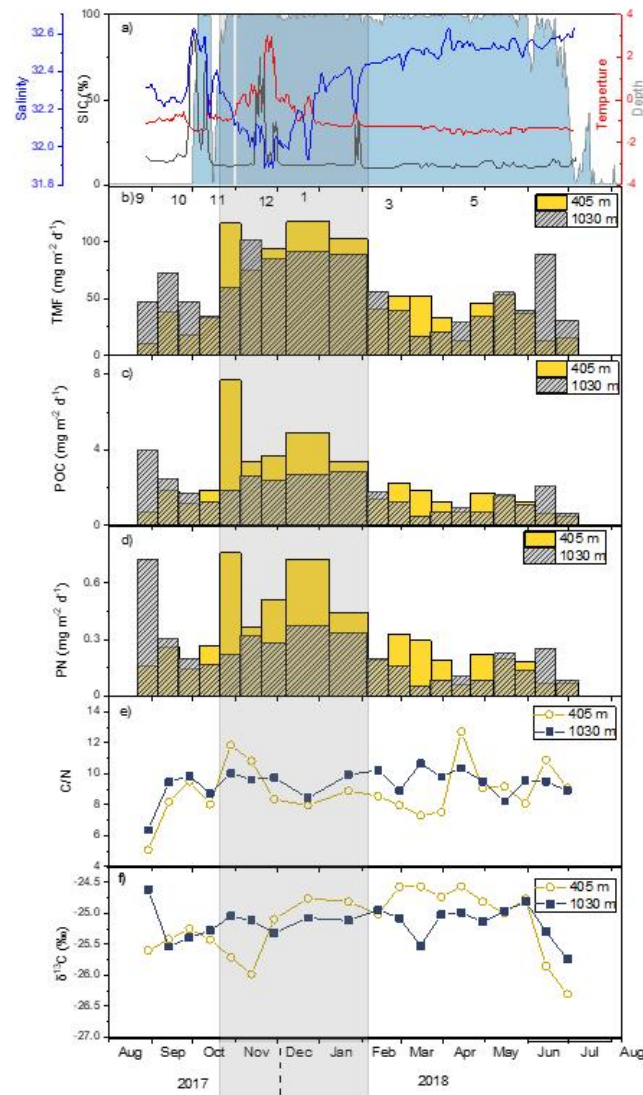 32.6
32.4
32.2
32.0
31.8
Salinity
100
50
0
SIC (%)
a)
4
2
0
-2
-4
Temperture
Depth
b)
9 10 11 12 1 3 5
405 m
1030 m
100
50
0
TMF (mg m⁻² d⁻¹)
c)
405 m
1030 m
8
4
0
POC (mg m⁻² d⁻¹)
d)
405 m
1030 m
0.6
0.3
0
PN (mg m⁻² d⁻¹)
e)
405 m
1030 m
14
12
10
8
6
4
C/N
f)
405 m
1030 m
-24.5
-25.0
-25.5
-26.0
-26.5
-27.0
δ¹³C (‰)
Aug Sep Oct Nov Dec Jan Feb Mar Apr May Jun Jul Aug
2017 2018